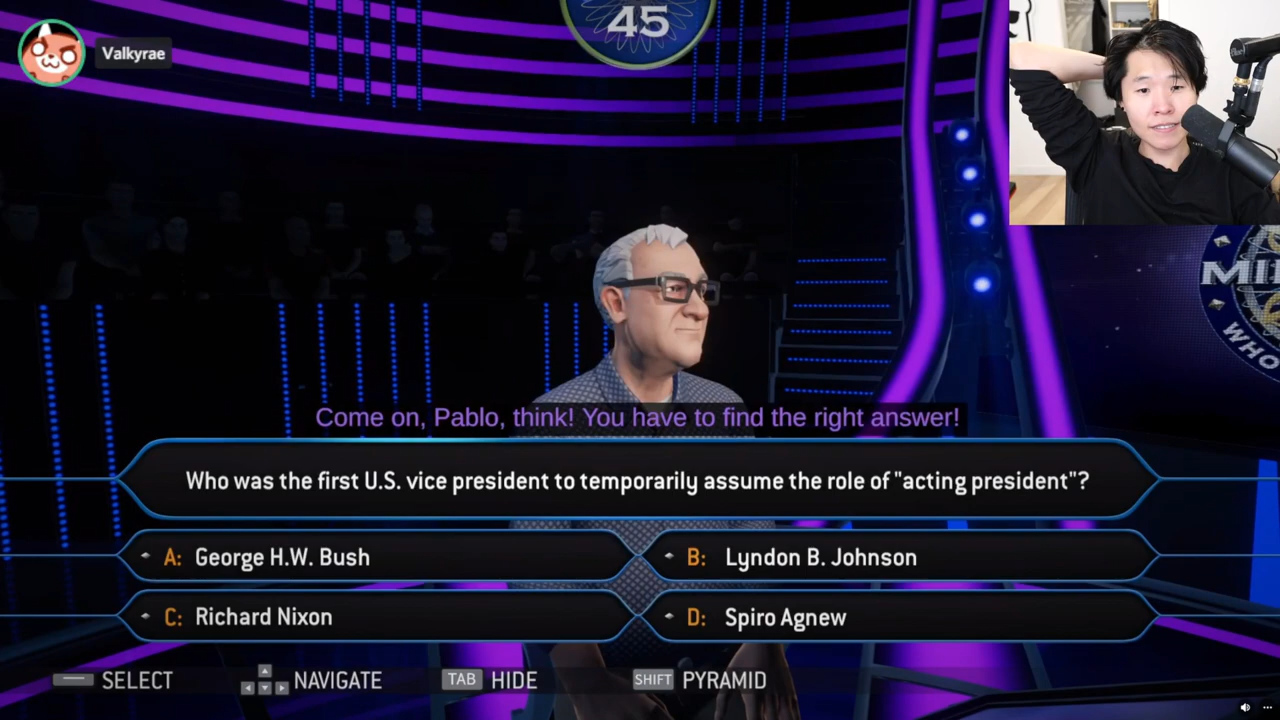 45
Valkyrae
WHO
Come on, Pablo, think! You have to find the right answer!
Who was the first U.S. vice president to temporarily assume the role of "acting president"?
A: George H.W. Bush
B: Lyndon B. Johnson
C: Richard Nixon
D: Spiro Agnew
SELECT
NAVIGATE
TAB HIDE
SHIFT PYRAMID